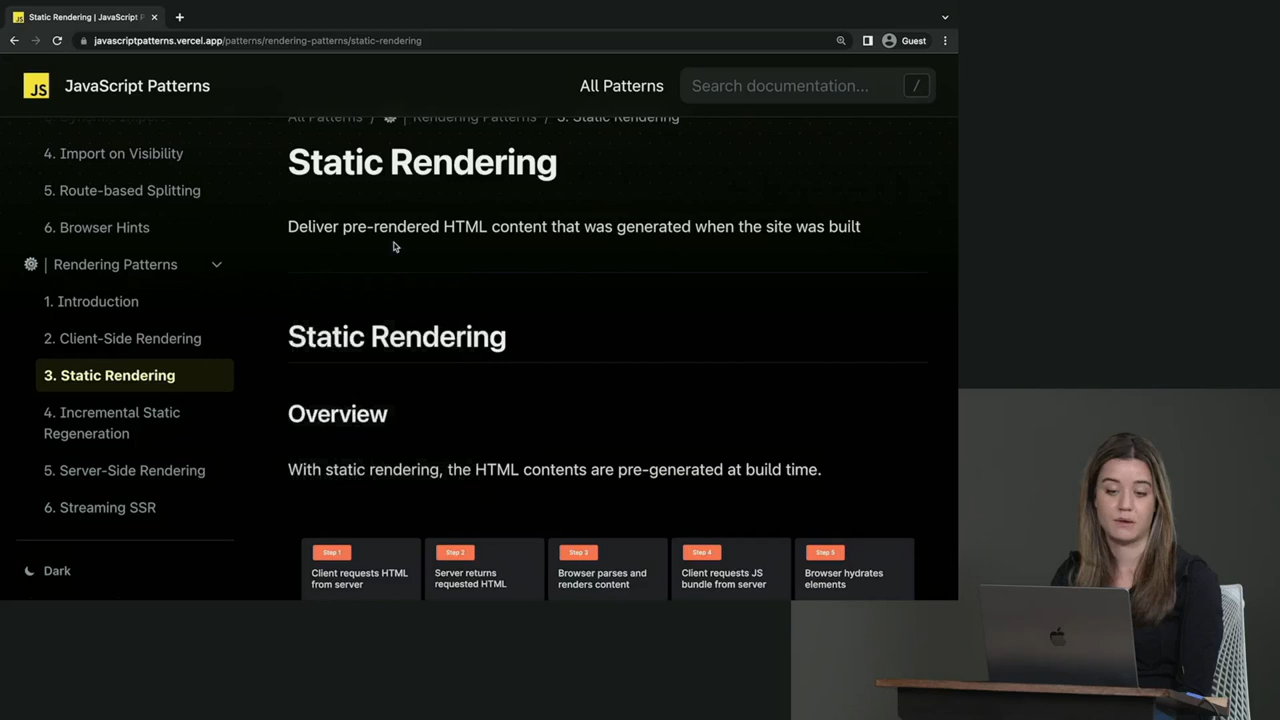 Static Rendering | JavaScript P
javascriptpatterns.vercel.app/patterns/rendering-patterns/static-rendering
Guest
JS
JavaScript Patterns
All Patterns
Search documentation...
/
4. Import on Visibility
5. Route-based Splitting
6. Browser Hints
Rendering Patterns
1. Introduction
2. Client-Side Rendering
3. Static Rendering
4. Incremental Static
Regeneration
5. Server-Side Rendering
6. Streaming SSR
Dark
All Patterns / | Rendering Patterns / 3. Static Rendering
Static Rendering
Deliver pre-rendered HTML content that was generated when the site was built
Static Rendering
Overview
With static rendering, the HTML contents are pre-generated at build time.
Step 1
Client requests HTML
from server
Step 2
Server returns
requested HTML
Step 3
Browser parses and
renders content
Step 4
Client requests JS
bundle from server
Step 5
Browser hydrates
elements